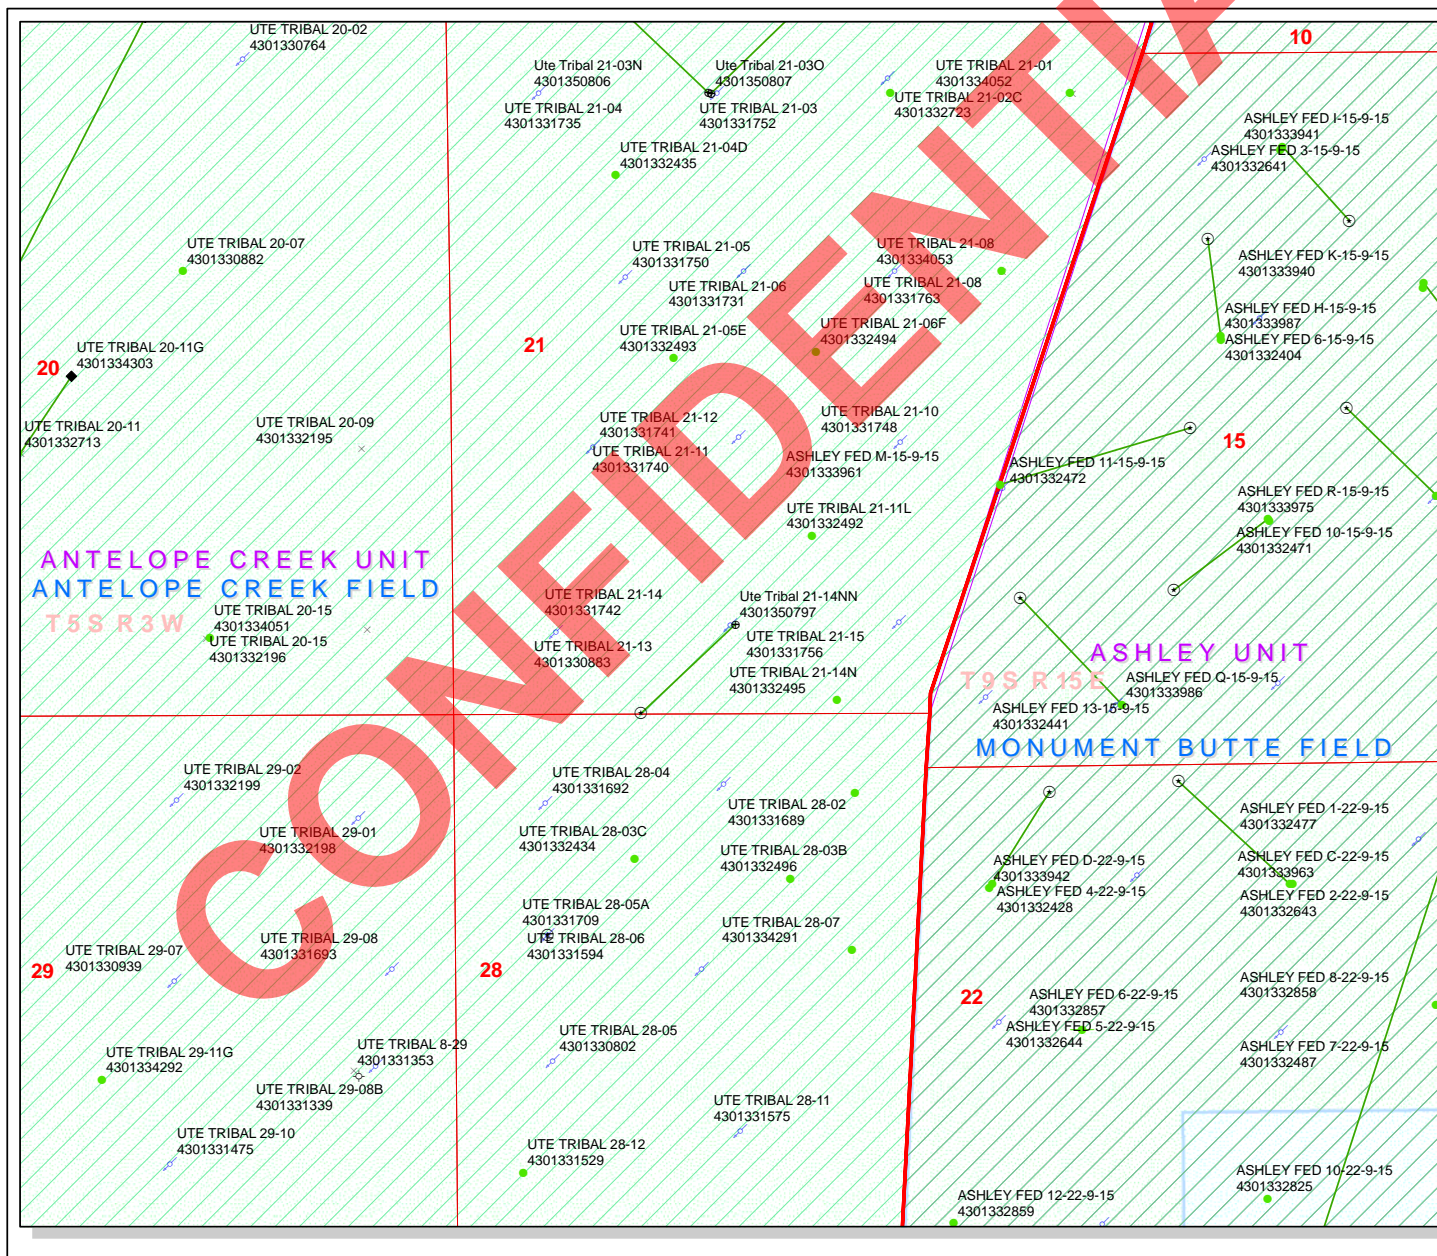 UTE TRIBAL 20-02
4301330764
10
Ute Tribal 21-03N
4301350806
Ute Tribal 21-03O
4301350807
UTE TRIBAL 21-01
4301334052
UTE TRIBAL 21-04
4301331735
UTE TRIBAL 21-03
4301331752
UTE TRIBAL 21-02C
4301332723
ASHLEY FED I-15-9-15
4301333941
ASHLEY FED 3-15-9-15
4301332641
UTE TRIBAL 21-04D
4301332435
UTE TRIBAL 20-07
4301330882
UTE TRIBAL 21-05
4301331750
UTE TRIBAL 21-08
4301334053
ASHLEY FED K-15-9-15
4301333940
UTE TRIBAL 21-06
4301331731
UTE TRIBAL 21-08
4301331763
ASHLEY FED H-15-9-15
4301333987
UTE TRIBAL 21-05E
4301332493
UTE TRIBAL 21-06F
4301332494
ASHLEY FED 6-15-9-15
4301332404
21
20
UTE TRIBAL 20-11G
4301334303
UTE TRIBAL 20-11
4301332713
UTE TRIBAL 20-09
4301332195
UTE TRIBAL 21-12
4301331741
UTE TRIBAL 21-10
4301331748
15
UTE TRIBAL 21-11
4301331740
ASHLEY FED M-15-9-15
4301333961
ASHLEY FED 11-15-9-15
4301332472
ASHLEY FED R-15-9-15
4301333975
UTE TRIBAL 21-11L
4301332492
ASHLEY FED 10-15-9-15
4301332471
ANTELOPE CREEK UNIT
ANTELOPE CREEK FIELD
T5S R3W
UTE TRIBAL 20-15
4301334051
UTE TRIBAL 20-15
4301332196
UTE TRIBAL 21-14
4301331742
Ute Tribal 21-14NN
4301350797
UTE TRIBAL 21-13
4301330883
UTE TRIBAL 21-15
4301331756
UTE TRIBAL 21-14N
4301332495
ASHLEY UNIT
T9S R15E
ASHLEY FED Q-15-9-15
4301333986
ASHLEY FED 13-15-9-15
4301332441
MONUMENT BUTTE FIELD
UTE TRIBAL 29-02
4301332199
UTE TRIBAL 28-04
4301331692
UTE TRIBAL 28-02
4301331689
ASHLEY FED 1-22-9-15
4301332477
UTE TRIBAL 29-01
4301332198
UTE TRIBAL 28-03C
4301332434
UTE TRIBAL 28-03B
4301332496
ASHLEY FED D-22-9-15
4301333942
ASHLEY FED C-22-9-15
4301333963
ASHLEY FED 4-22-9-15
4301332428
ASHLEY FED 2-22-9-15
4301332643
UTE TRIBAL 28-05A
4301331709
UTE TRIBAL 28-07
4301334291
UTE TRIBAL 29-07
4301330939
UTE TRIBAL 29-08
4301331693
UTE TRIBAL 28-06
4301331594
29
28
22
ASHLEY FED 6-22-9-15
4301332857
ASHLEY FED 8-22-9-15
4301332858
ASHLEY FED 5-22-9-15
4301332644
ASHLEY FED 7-22-9-15
4301332487
UTE TRIBAL 29-11G
4301334292
UTE TRIBAL 8-29
4301331353
UTE TRIBAL 28-05
4301330802
UTE TRIBAL 29-08B
4301331339
UTE TRIBAL 28-11
4301331575
UTE TRIBAL 29-10
4301331475
UTE TRIBAL 28-12
4301331529
ASHLEY FED 12-22-9-15
4301332859
ASHLEY FED 10-22-9-15
4301332825
CONFIDENTIA